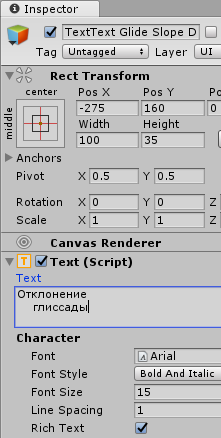 Inspector
TextText Glide Slope D
Tag Untagged Layer UI
Rect Transform
center Pos X Pos Y
middle -275 160 0
Width Height
100 35
Anchors
Pivot X 0.5 Y 0.5
Rotation X 0 Y 0 Z
Scale X 1 Y 1 Z
Canvas Renderer
Text (Script)
Text
Отклонение
глиссады
Character
Font Arial
Font Style Bold And Italic
Font Size 15
Line Spacing 1
Rich Text